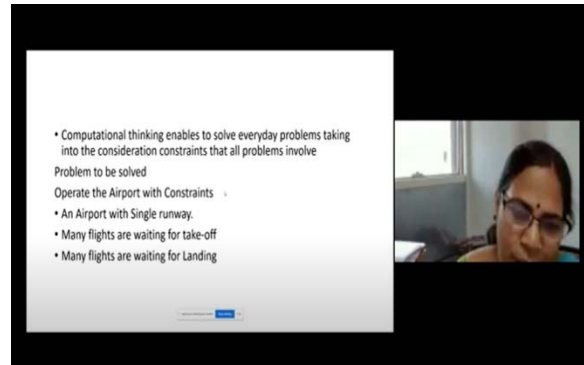 • Computational thinking enables to solve everyday problems taking
into the consideration constraints that all problems involve
Problem to be solved
Operate the Airport with Constraints
• An Airport with Single runway.
• Many flights are waiting for take-off
• Many flights are waiting for Landing